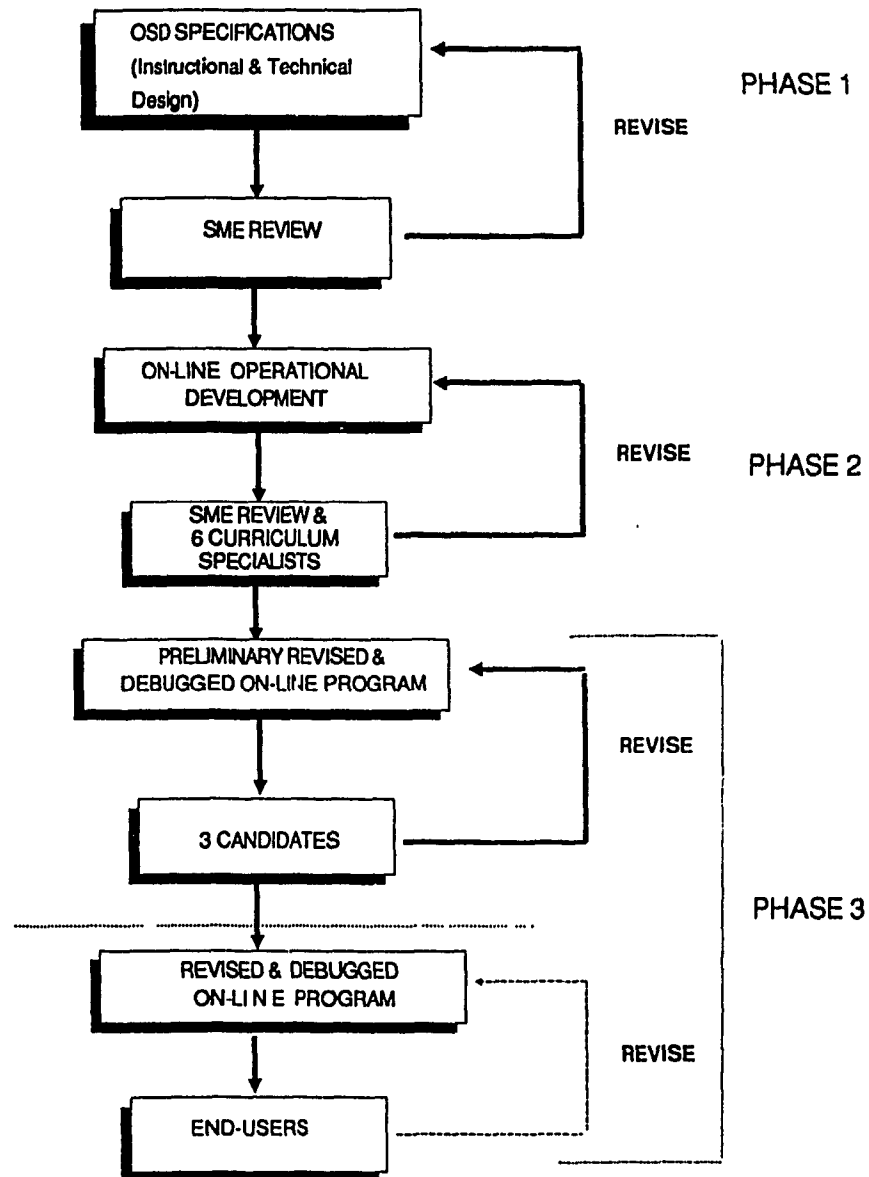 OSD SPECIFICATIONS
(Instructional & Technical
Design)
PHASE 1
REVISE
SME REVIEW
ON-LINE OPERATIONAL
DEVELOPMENT
REVISE
PHASE 2
SME REVIEW &
6 CURRICULUM
SPECIALISTS
PRELIMINARY REVISED &
DEBUGGED ON-LINE PROGRAM
REVISE
3 CANDIDATES
PHASE 3
REVISED & DEBUGGED
ON-LINE PROGRAM
REVISE
END-USERS